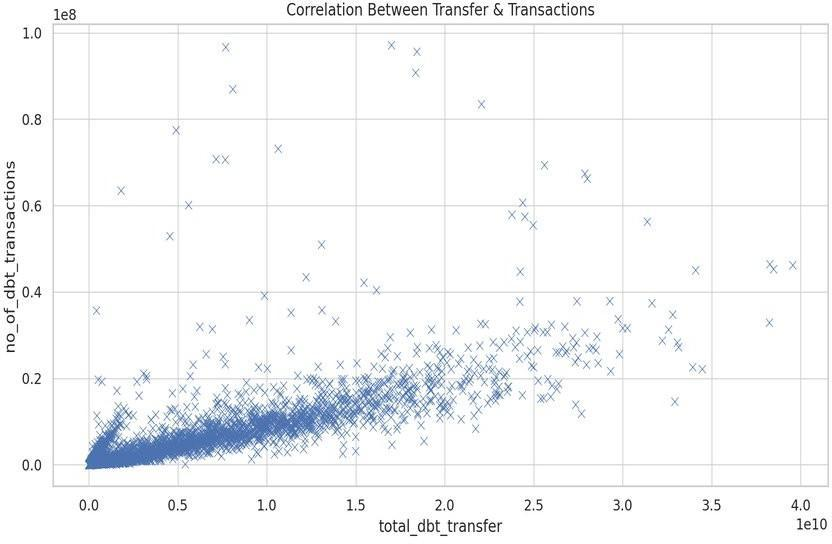 Correlation Between Transfer & Transactions
1e8
1.0
0.8
0.6
0.4
0.2
0.0
no_of_dbt_transactions
0.0 0.5 1.0 1.5 2.0 2.5 3.0 3.5 4.0
1e10
total_dbt_transfer